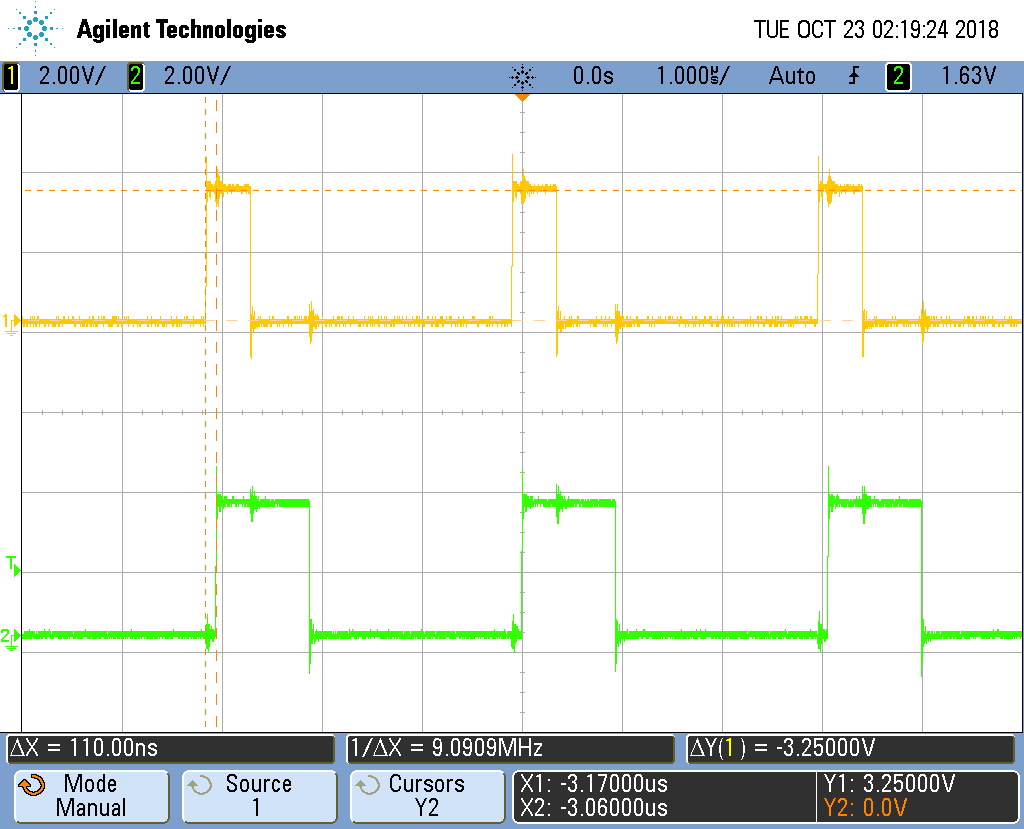 Agilent Technologies TUE OCT 23 02:19:24 2018
1 2.00V/ 2 2.00V/ 0.0s 1.000µs/ Auto 2 1.63V
1
T
2
ΔX = 110.00ns 1/ΔX = 9.0909MHz ΔY(1) = -3.25000V
Mode Source Cursors X1: -3.17000us Y1: 3.25000V
Manual 1 Y2 X2: -3.06000us Y2: 0.0V